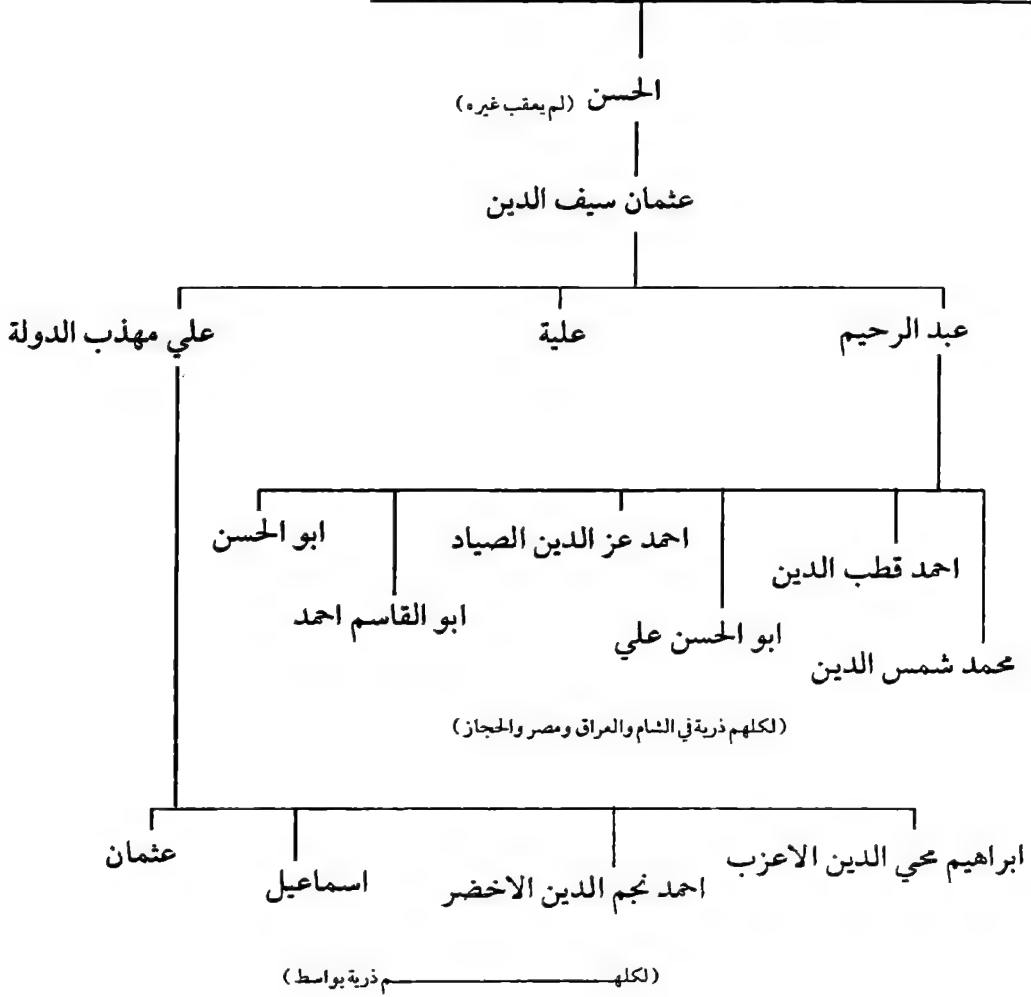 الحسن (لم يعقب غيره)
عثمان سيف الدين
عبد الرحيم علية علي مهذب الدولة
احمد عز الدين الصياد ابو الحسن
احمد قطب الدين
ابو القاسم احمد
ابو الحسن علي
محمد شمس الدين
(لكلهم ذرية في الشام والعراق ومصر والحجاز)
ابراهيم محي الدين الاعزب عثمان
احمد نجم الدين الاخضر اسماعيل
(لكلهـــــم ذرية بواسط)